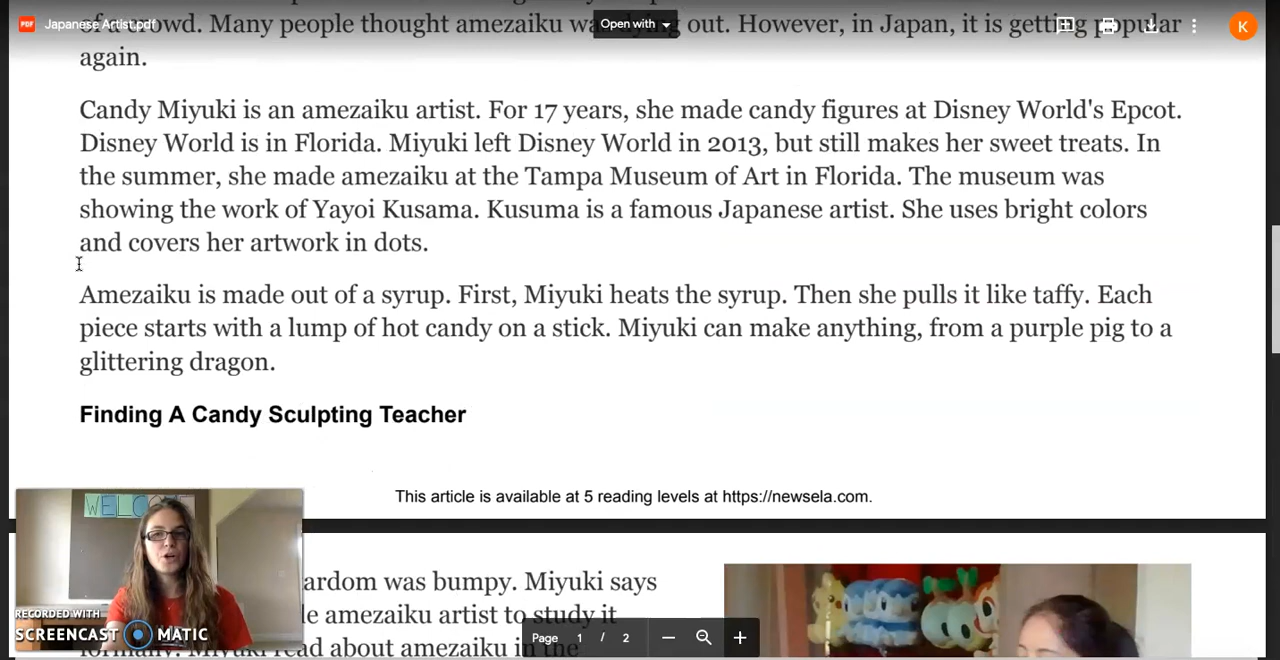 Japanese Artist.pdf
Open with
K
of a crowd. Many people thought amezaiku was dying out. However, in Japan, it is getting popular
again.
Candy Miyuki is an amezaiku artist. For 17 years, she made candy figures at Disney World's Epcot.
Disney World is in Florida. Miyuki left Disney World in 2013, but still makes her sweet treats. In
the summer, she made amezaiku at the Tampa Museum of Art in Florida. The museum was
showing the work of Yayoi Kusama. Kusuma is a famous Japanese artist. She uses bright colors
and covers her artwork in dots.
Amezaiku is made out of a syrup. First, Miyuki heats the syrup. Then she pulls it like taffy. Each
piece starts with a lump of hot candy on a stick. Miyuki can make anything, from a purple pig to a
glittering dragon.
Finding A Candy Sculpting Teacher
This article is available at 5 reading levels at https://newsela.com.
WELCOME
ardom was bumpy. Miyuki says
le amezaiku artist to study it
formally. Miyuki read about amezaiku in the
RECORDED WITH
SCREENCAST MATIC
Page 1 / 2